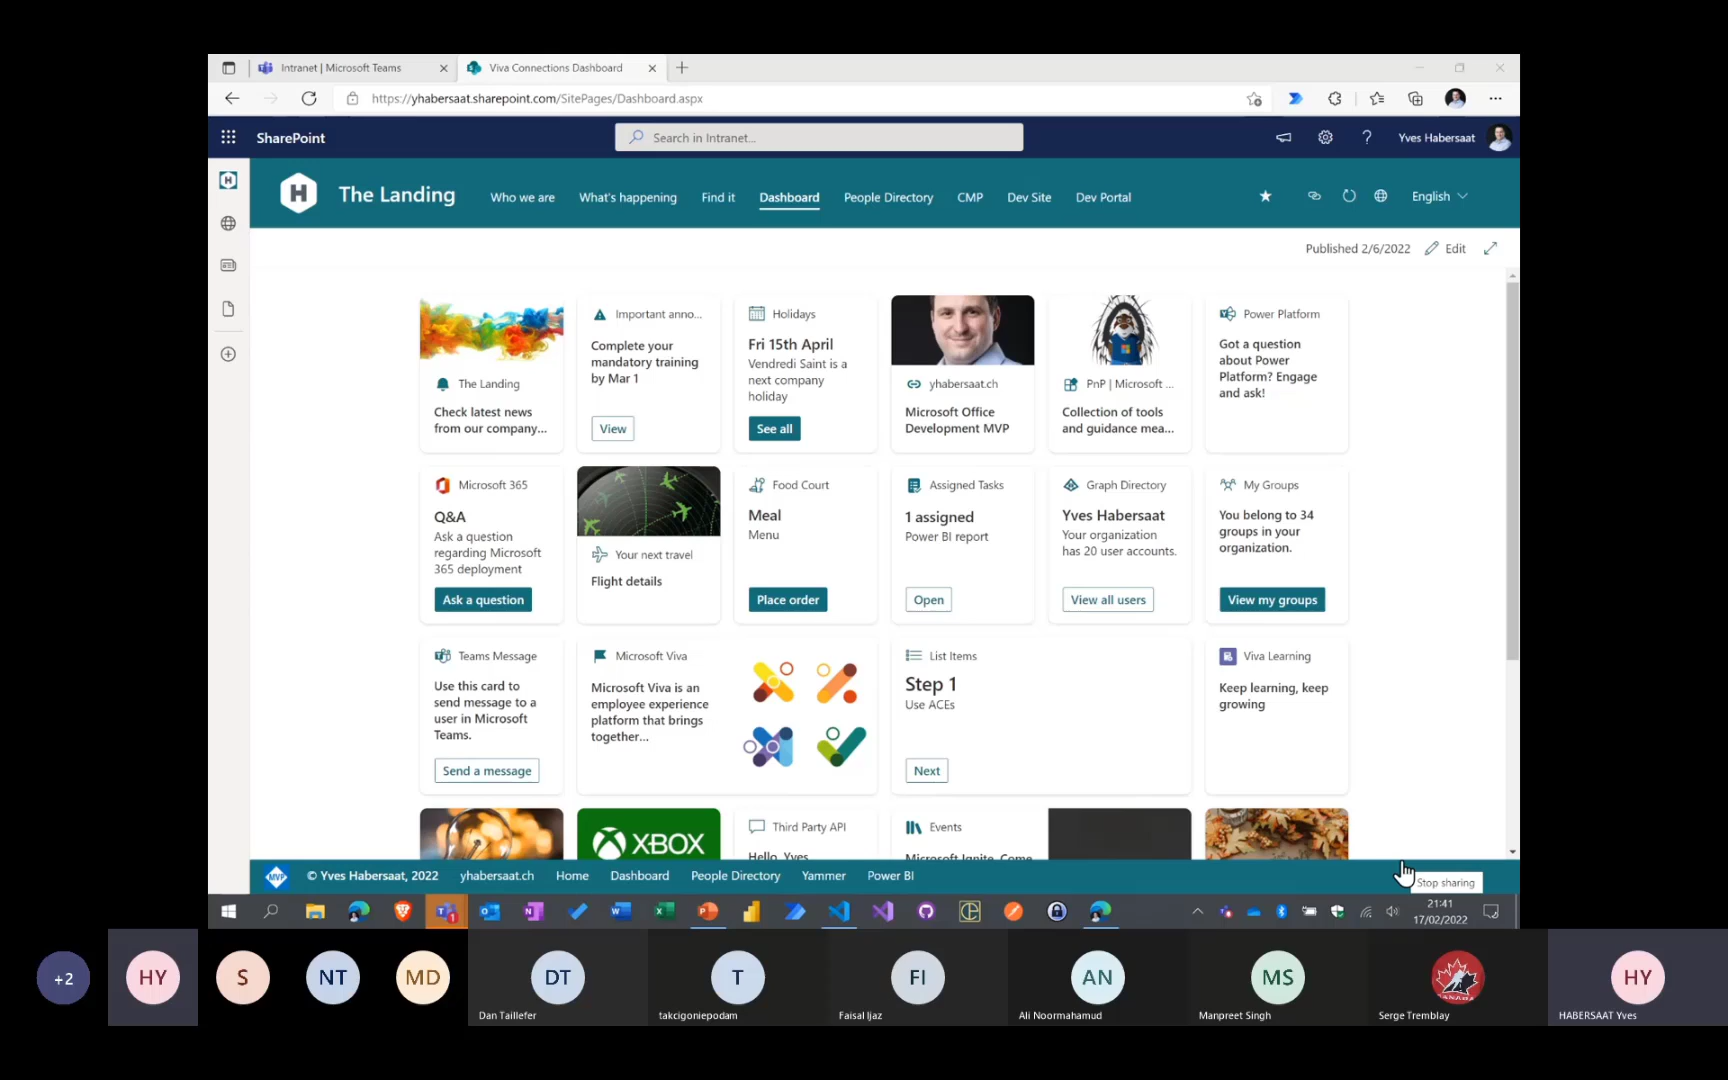 Intranet | Microsoft Teams
Viva Connections Dashboard
https://yhabersaat.sharepoint.com/SitePages/Dashboard.aspx
SharePoint
Search in Intranet...
Yves Habersaat
H
The Landing
Who we are
What's happening
Find it
Dashboard
People Directory
CMP
Dev Site
Dev Portal
English
Published 2/6/2022
Edit
The Landing
Check latest news
from our company...
Important anno...
Complete your
mandatory training
by Mar 1
View
Holidays
Fri 15th April
Vendredi Saint is a
next company
holiday
See all
yhabersaat.ch
Microsoft Office
Development MVP
PnP | Microsoft ...
Collection of tools
and guidance mea...
Power Platform
Got a question
about Power
Platform? Engage
and ask!
Microsoft 365
Q&A
Ask a question
regarding Microsoft
365 deployment
Ask a question
Your next travel
Flight details
Food Court
Meal
Menu
Place order
Assigned Tasks
1 assigned
Power BI report
Open
Graph Directory
Yves Habersaat
Your organization
has 20 user accounts.
View all users
My Groups
You belong to 34
groups in your
organization.
View my groups
Teams Message
Use this card to
send message to a
user in Microsoft
Teams.
Send a message
Microsoft Viva
Microsoft Viva is an
employee experience
platform that brings
together...
List Items
Step 1
Use ACEs
Next
Viva Learning
Keep learning, keep
growing
XBOX
Third Party API
Hello, Yves
Events
Microsoft Ignite, Come
MVP
© Yves Habersaat, 2022
yhabersaat.ch
Home
Dashboard
People Directory
Yammer
Power BI
Stop sharing
21:41
17/02/2022
+2
HY
S
NT
MD
DT
Dan Taillefer
T
takcigoniepodam
FI
Faisal Ijaz
AN
Ali Noormahamud
MS
Manpreet Singh
CANADA
Serge Tremblay
HY
HABERSAAT Yves